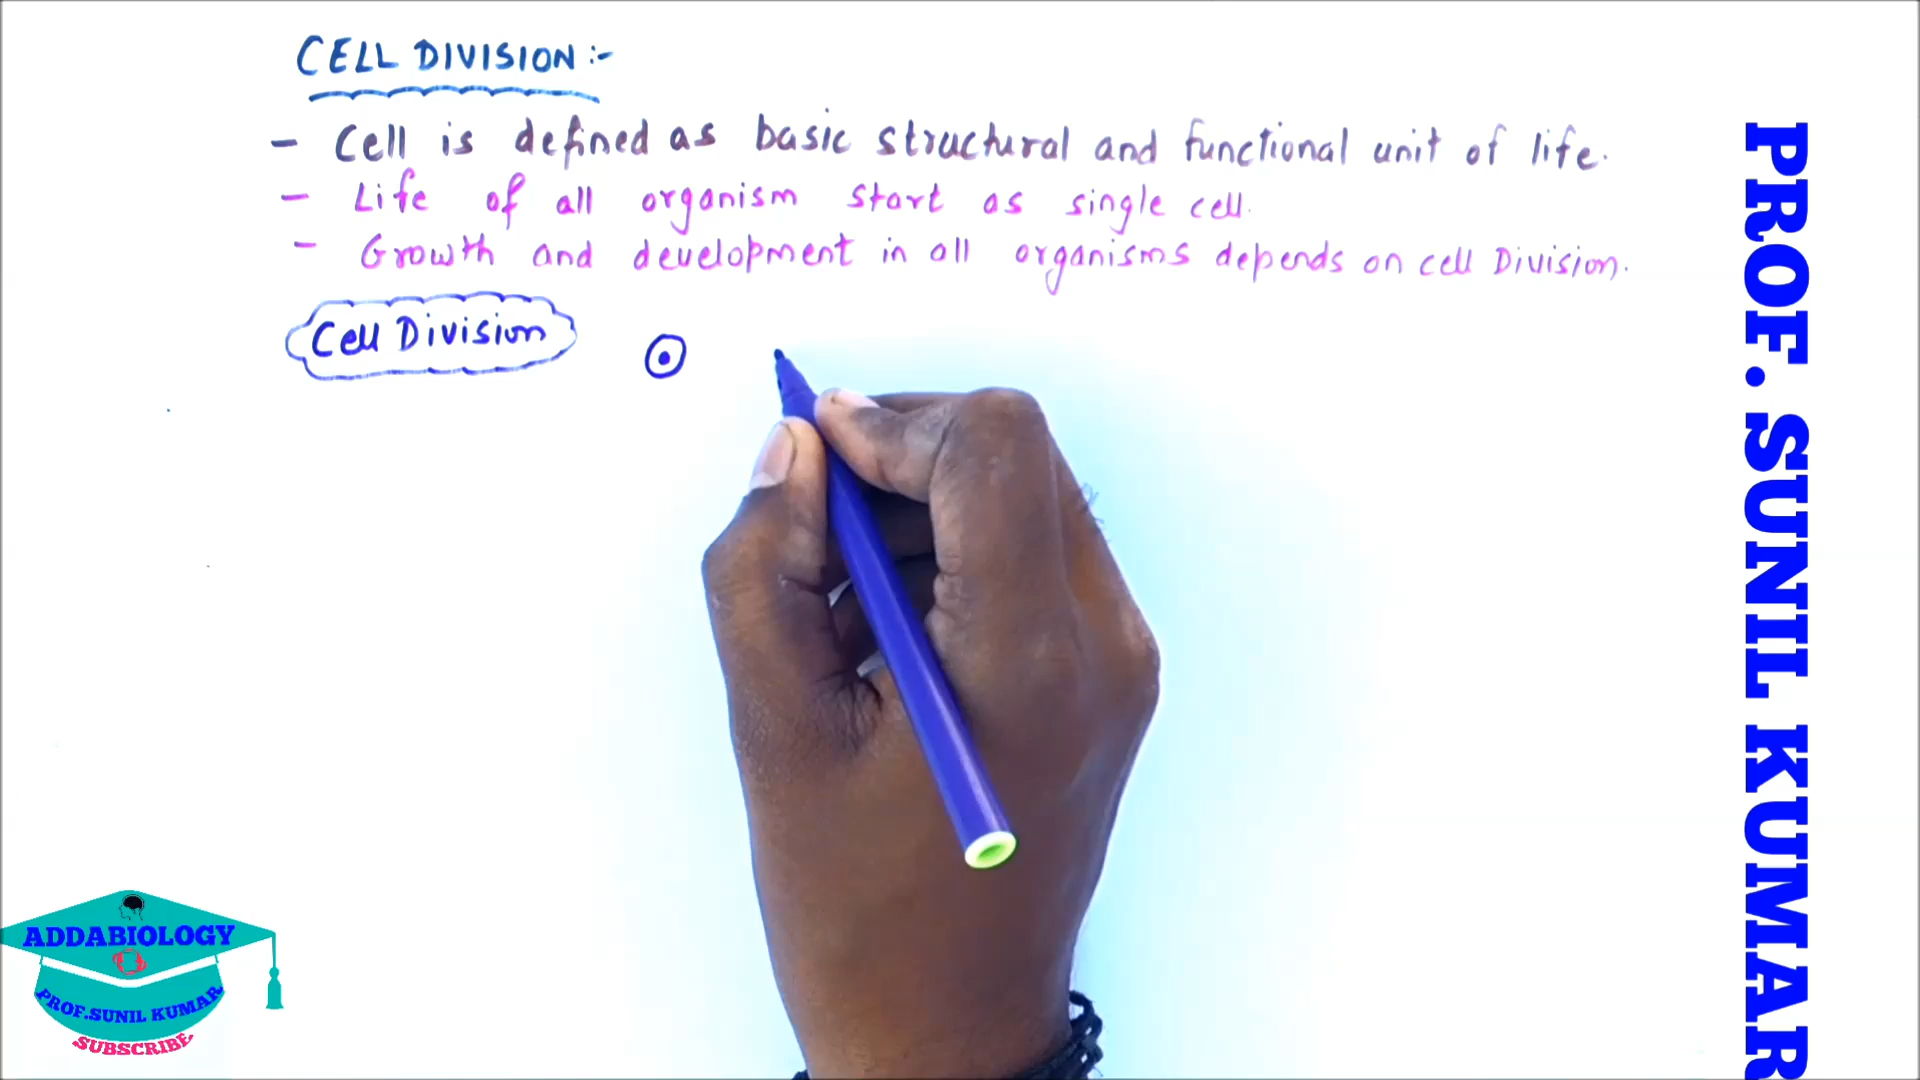 CELL DIVISION :-
- Cell is defined as basic structural and functional unit of life.
- Life of all organism start as single cell.
- Growth and development in all organisms depends on cell Division.
Cell Division
PROF. SUNIL KUMAR
ADDABIOLOGY
PROF.SUNIL KUMAR
SUBSCRIBE